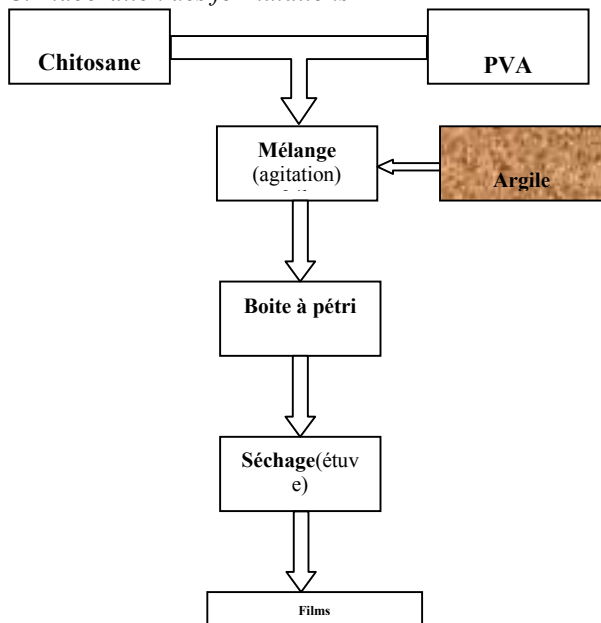 Chitosane
PVA
Mélange
(agitation)
Argile
Boite à pétri
Séchage(étuv
e)
Films